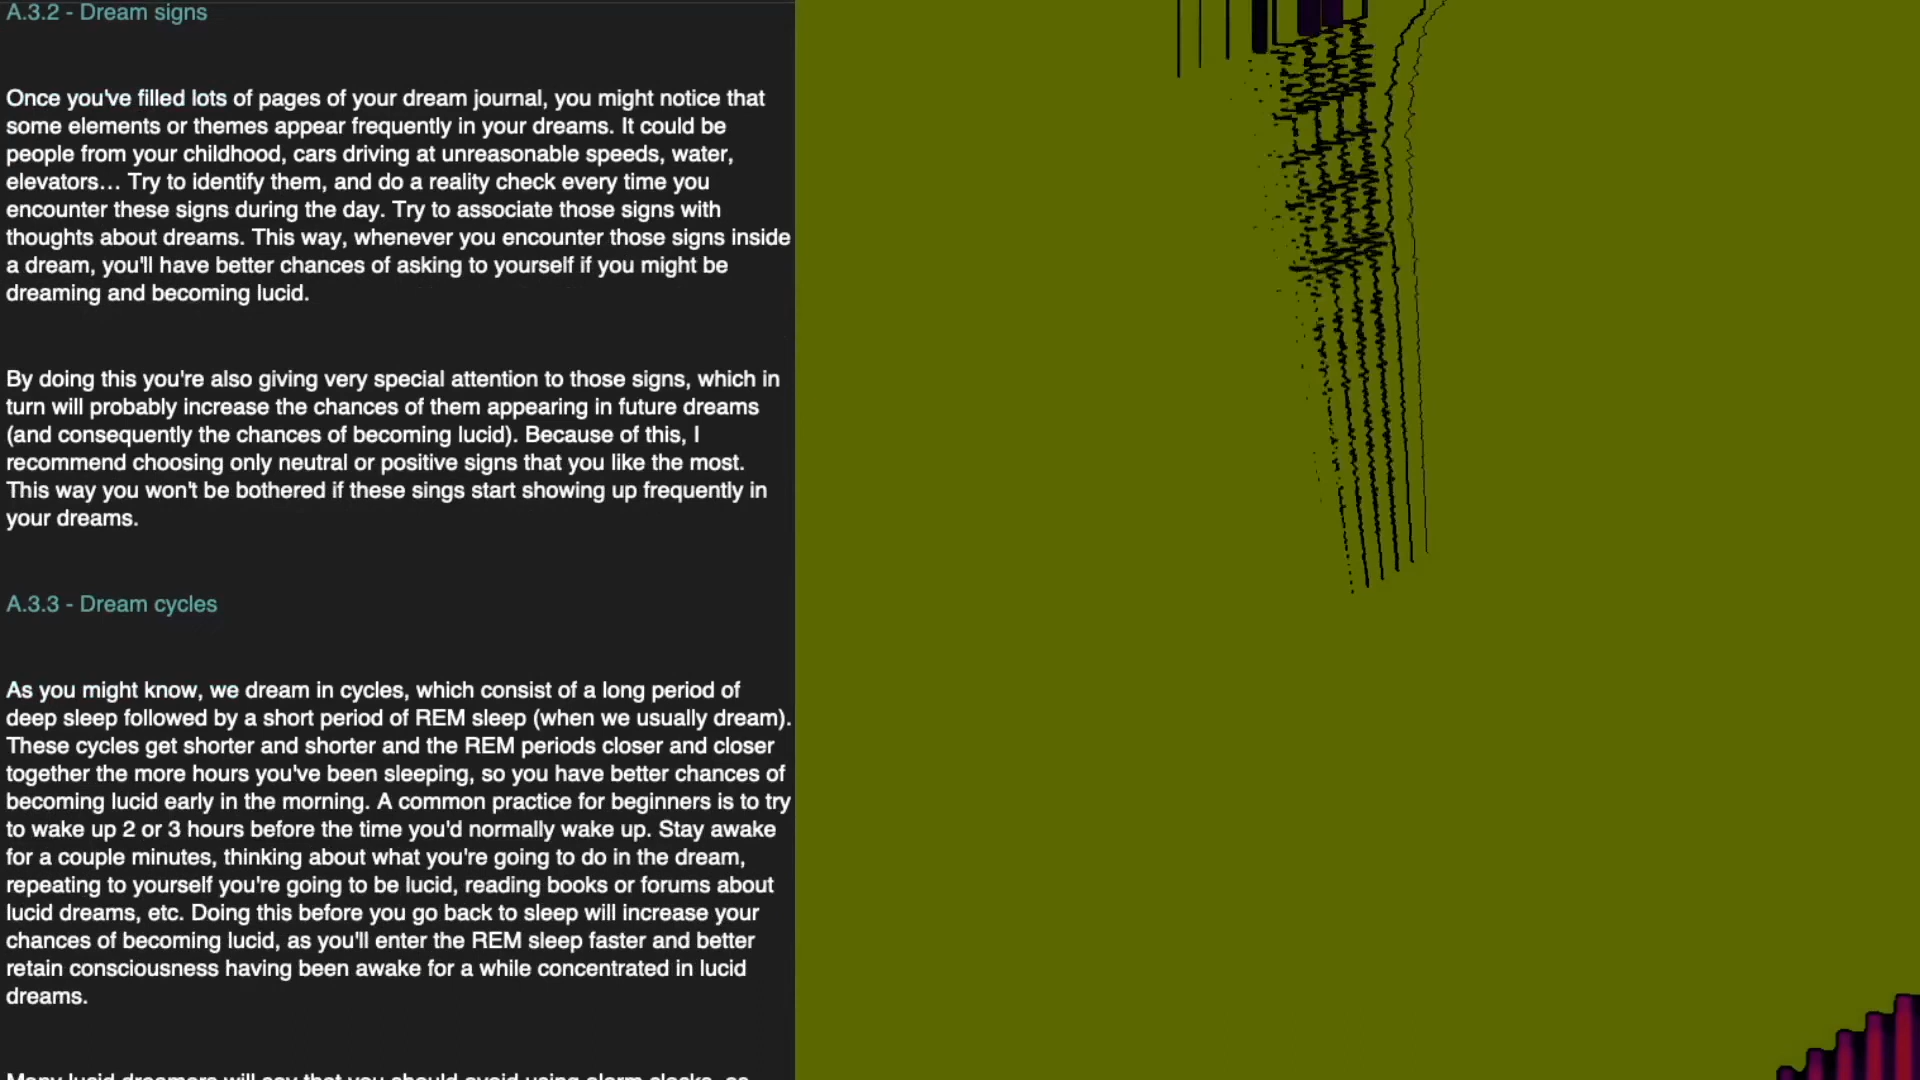 A.3.2 - Dream signs
Once you've filled lots of pages of your dream journal, you might notice that
some elements or themes appear frequently in your dreams. It could be
people from your childhood, cars driving at unreasonable speeds, water,
elevators... Try to identify them, and do a reality check every time you
encounter these signs during the day. Try to associate those signs with
thoughts about dreams. This way, whenever you encounter those signs inside
a dream, you'll have better chances of asking to yourself if you might be
dreaming and becoming lucid.
By doing this you're also giving very special attention to those signs, which in
turn will probably increase the chances of them appearing in future dreams
(and consequently the chances of becoming lucid). Because of this, I
recommend choosing only neutral or positive signs that you like the most.
This way you won't be bothered if these sings start showing up frequently in
your dreams.
A.3.3 - Dream cycles
As you might know, we dream in cycles, which consist of a long period of
deep sleep followed by a short period of REM sleep (when we usually dream).
These cycles get shorter and shorter and the REM periods closer and closer
together the more hours you've been sleeping, so you have better chances of
becoming lucid early in the morning. A common practice for beginners is to try
to wake up 2 or 3 hours before the time you'd normally wake up. Stay awake
for a couple minutes, thinking about what you're going to do in the dream,
repeating to yourself you're going to be lucid, reading books or forums about
lucid dreams, etc. Doing this before you go back to sleep will increase your
chances of becoming lucid, as you'll enter the REM sleep faster and better
retain consciousness having been awake for a while concentrated in lucid
dreams.
Many lucid dreamers will say that you should avoid using alarm clocks, as